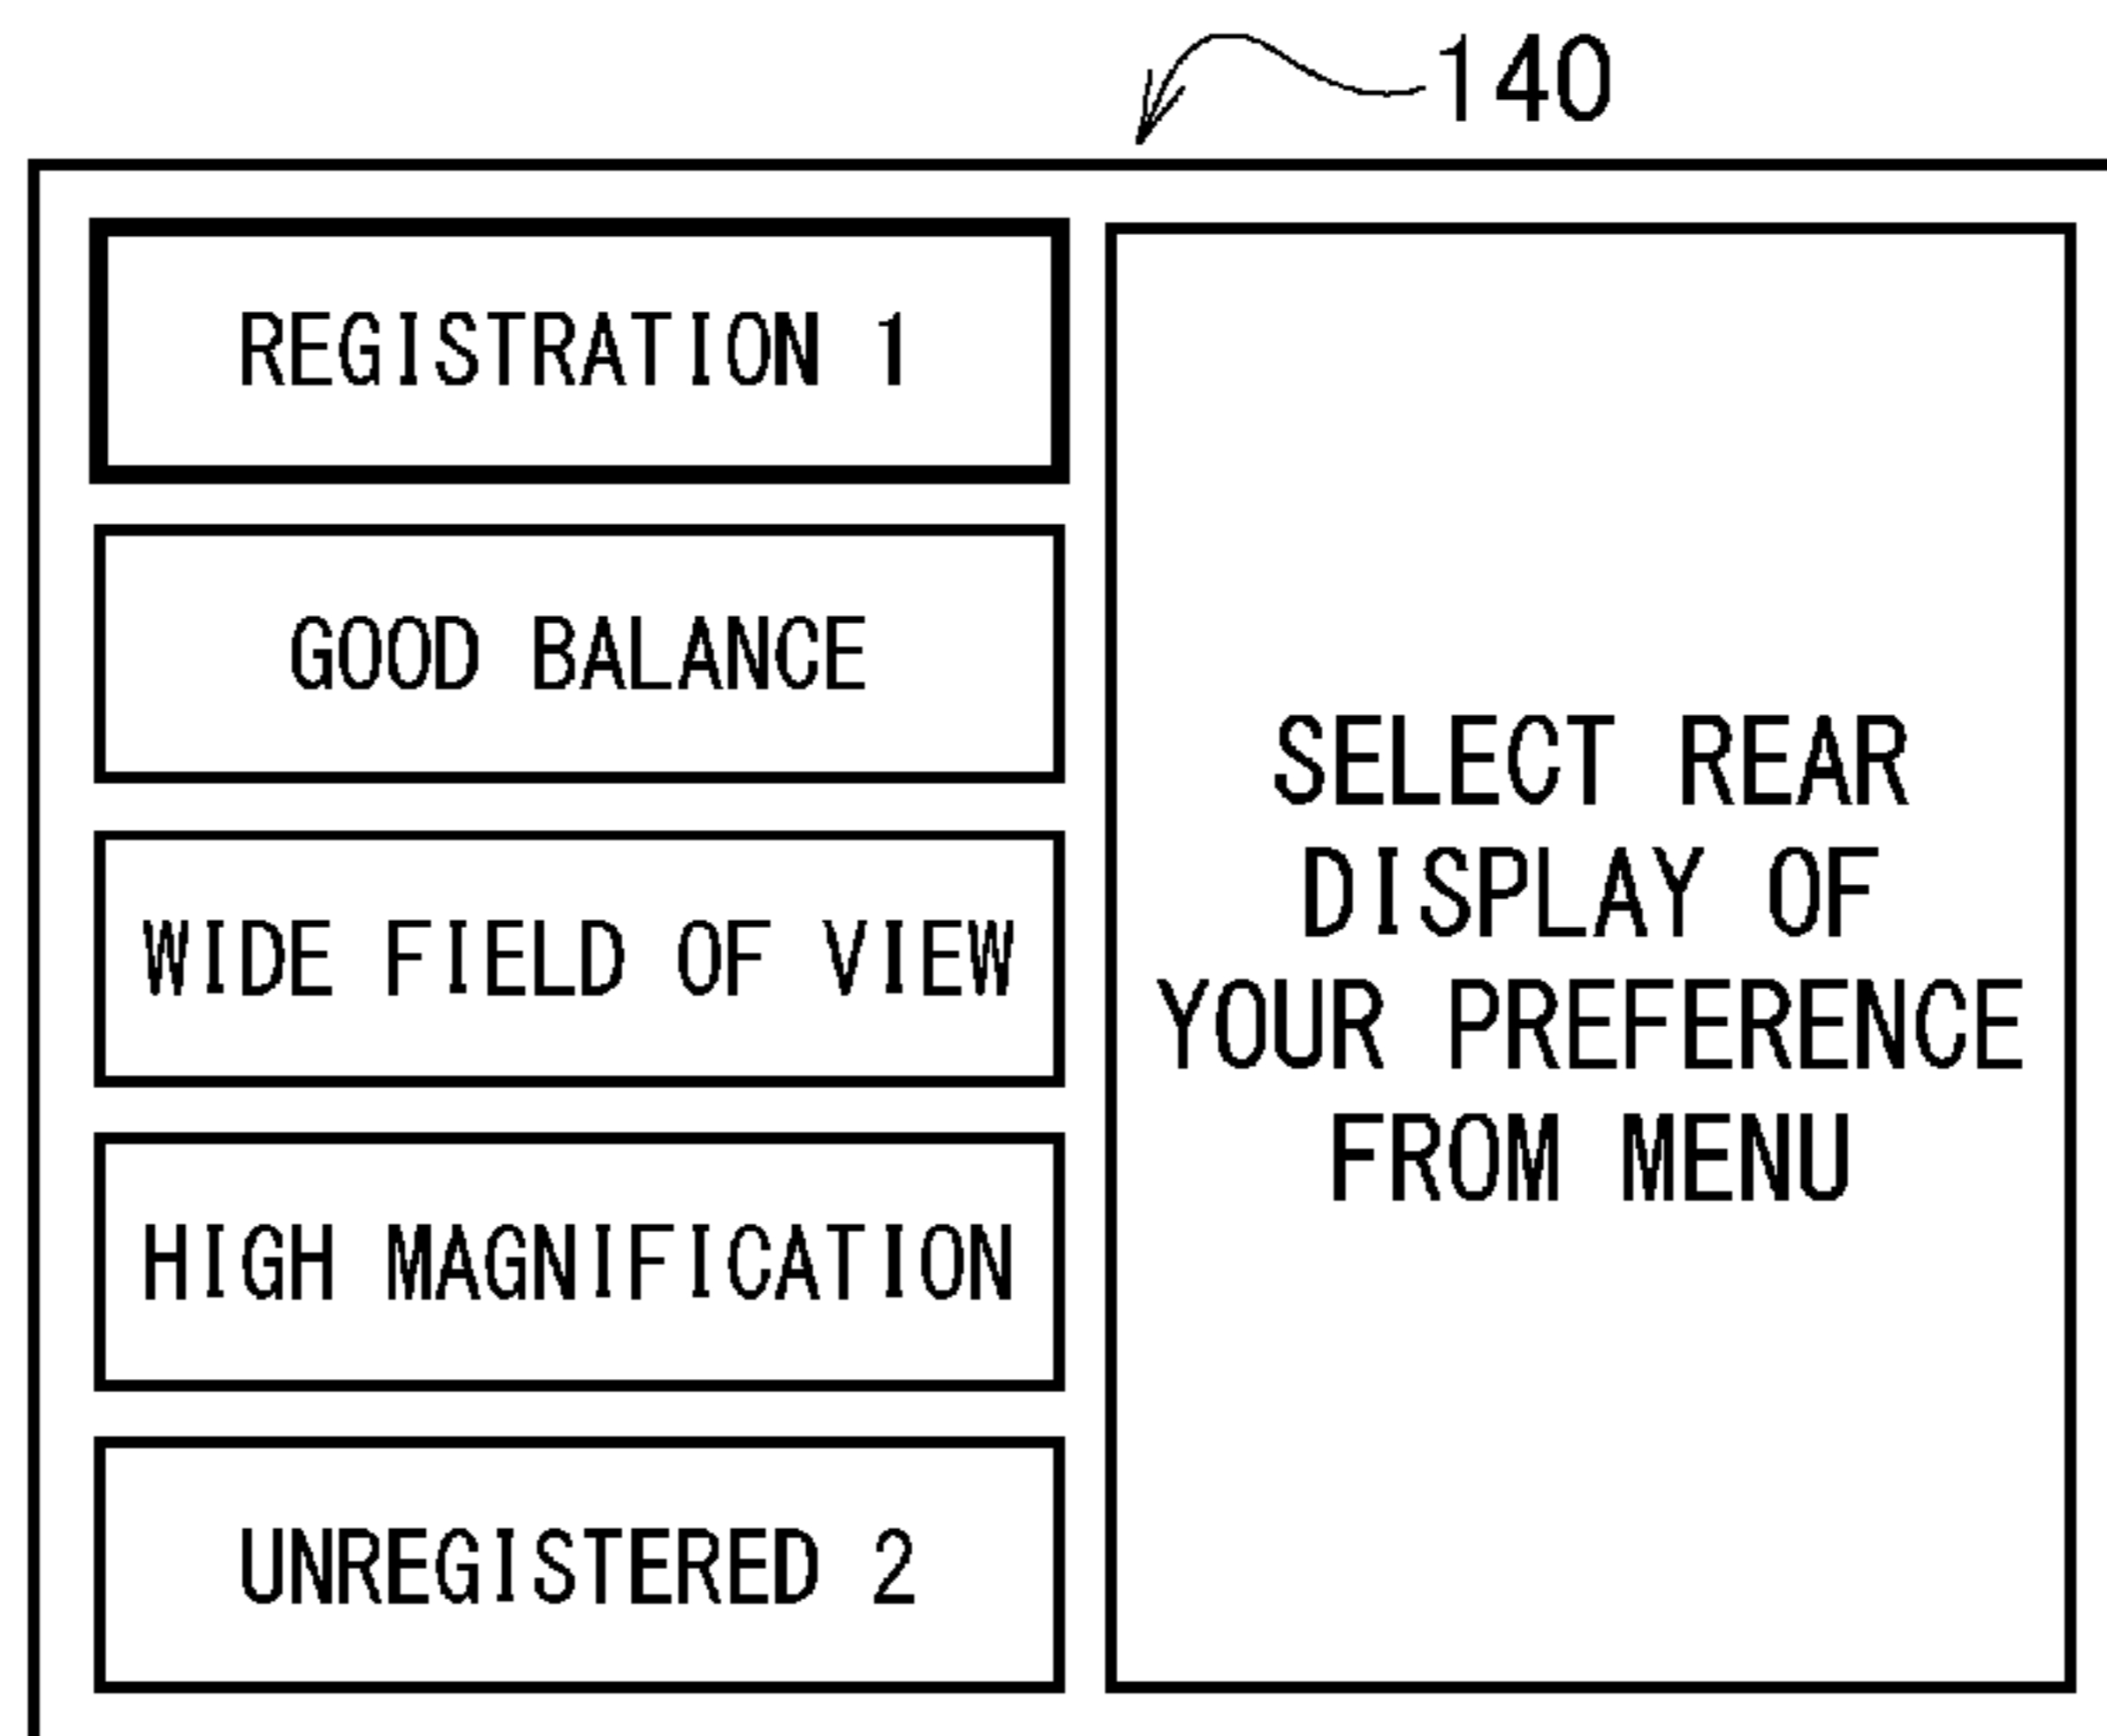 140
REGISTRATION 1
GOOD BALANCE
WIDE FIELD OF VIEW
HIGH MAGNIFICATION
UNREGISTERED 2
SELECT REAR
DISPLAY OF
YOUR PREFERENCE
FROM MENU